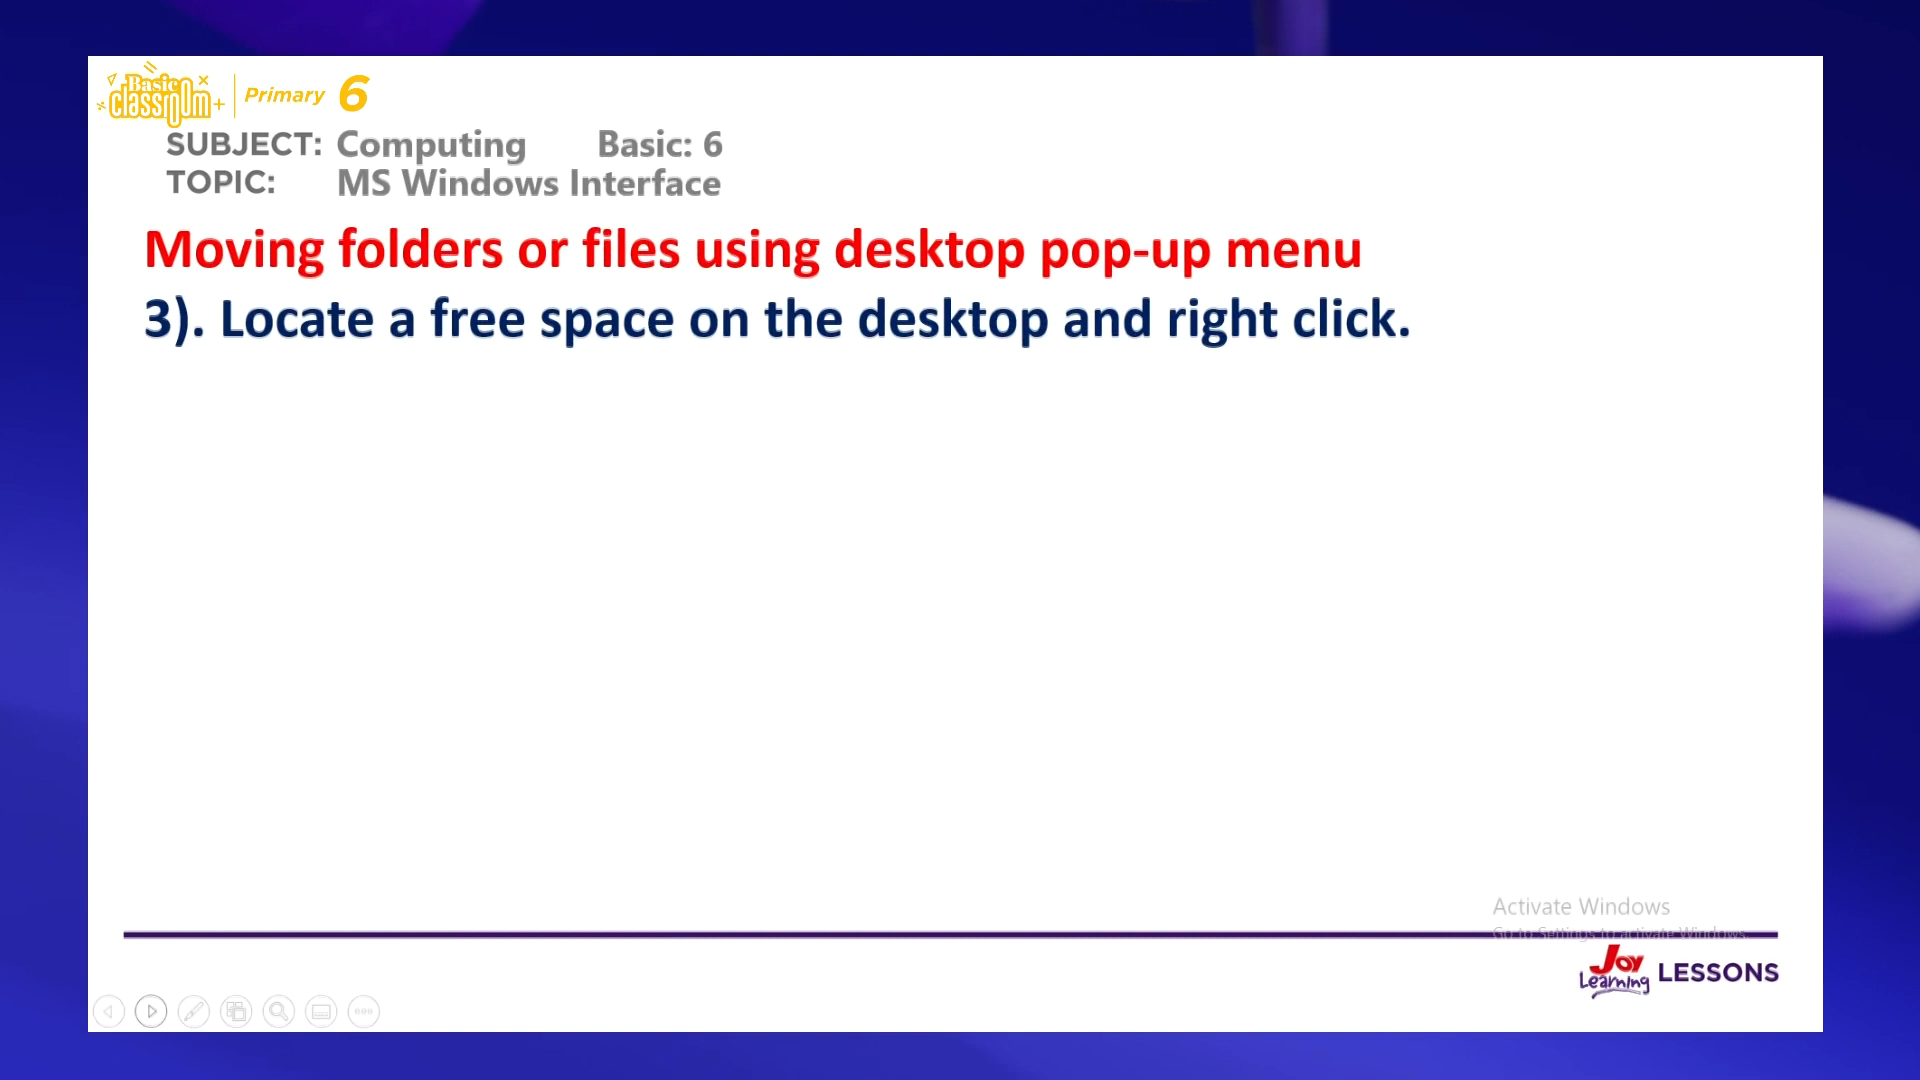 Basic
classroom
Primary 6
SUBJECT: Computing Basic: 6
TOPIC: MS Windows Interface
Moving folders or files using desktop pop-up menu
3). Locate a free space on the desktop and right click.
Activate Windows
Go to Settings to activate Windows.
Joy
Learning LESSONS